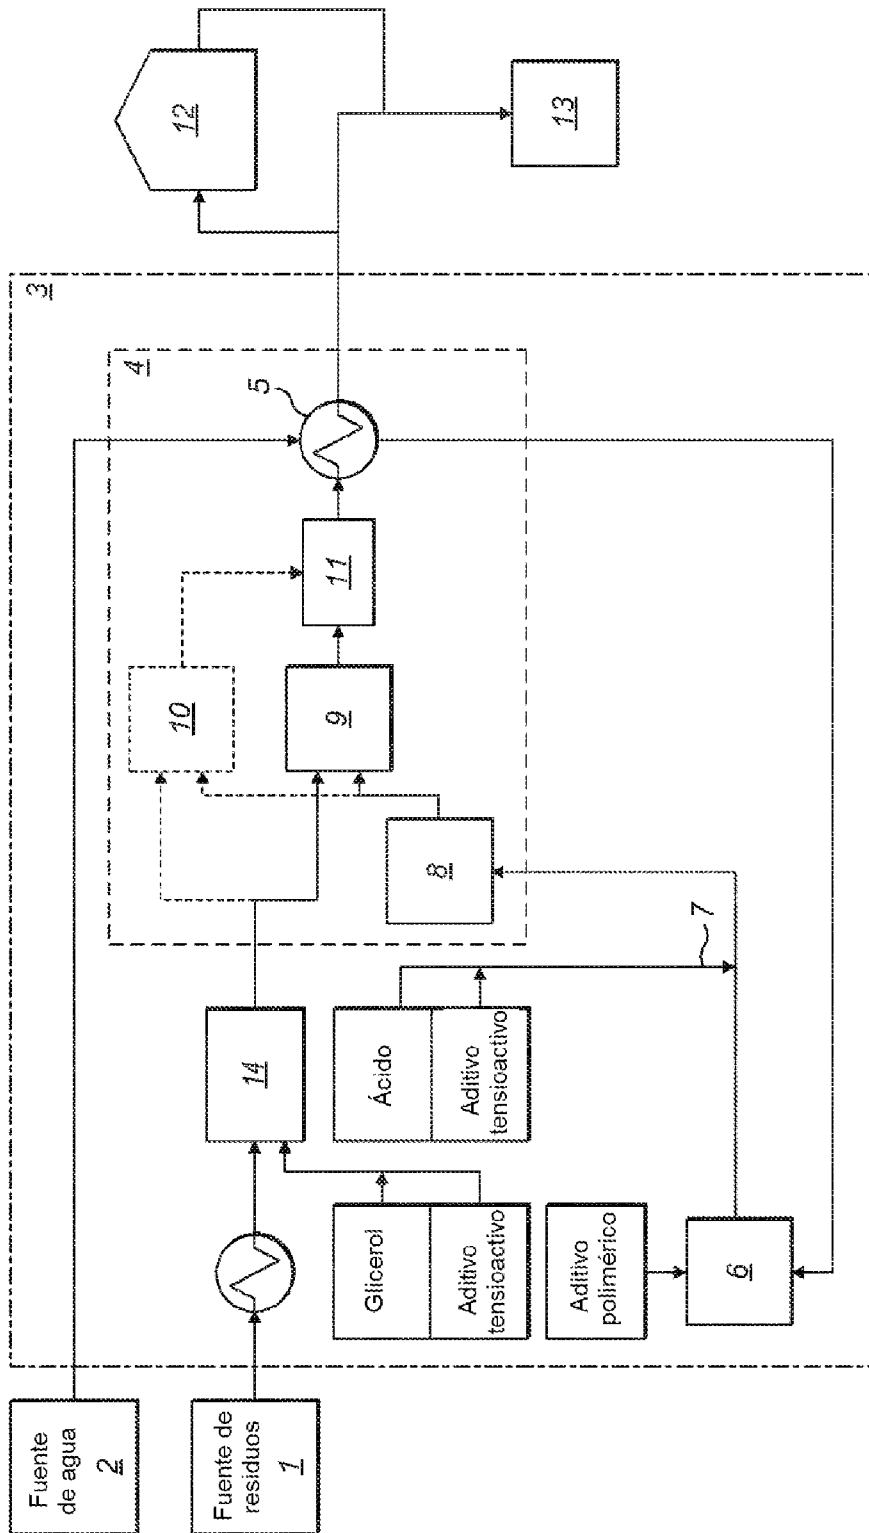 Fuente
de agua
2
Fuente de
residuos
1
3
Glicerol
Aditivo
tensioactivo
Aditivo
polimérico
6
14
Ácido
Aditivo
tensioactivo
7
4
8
10
9
11
5
12
13